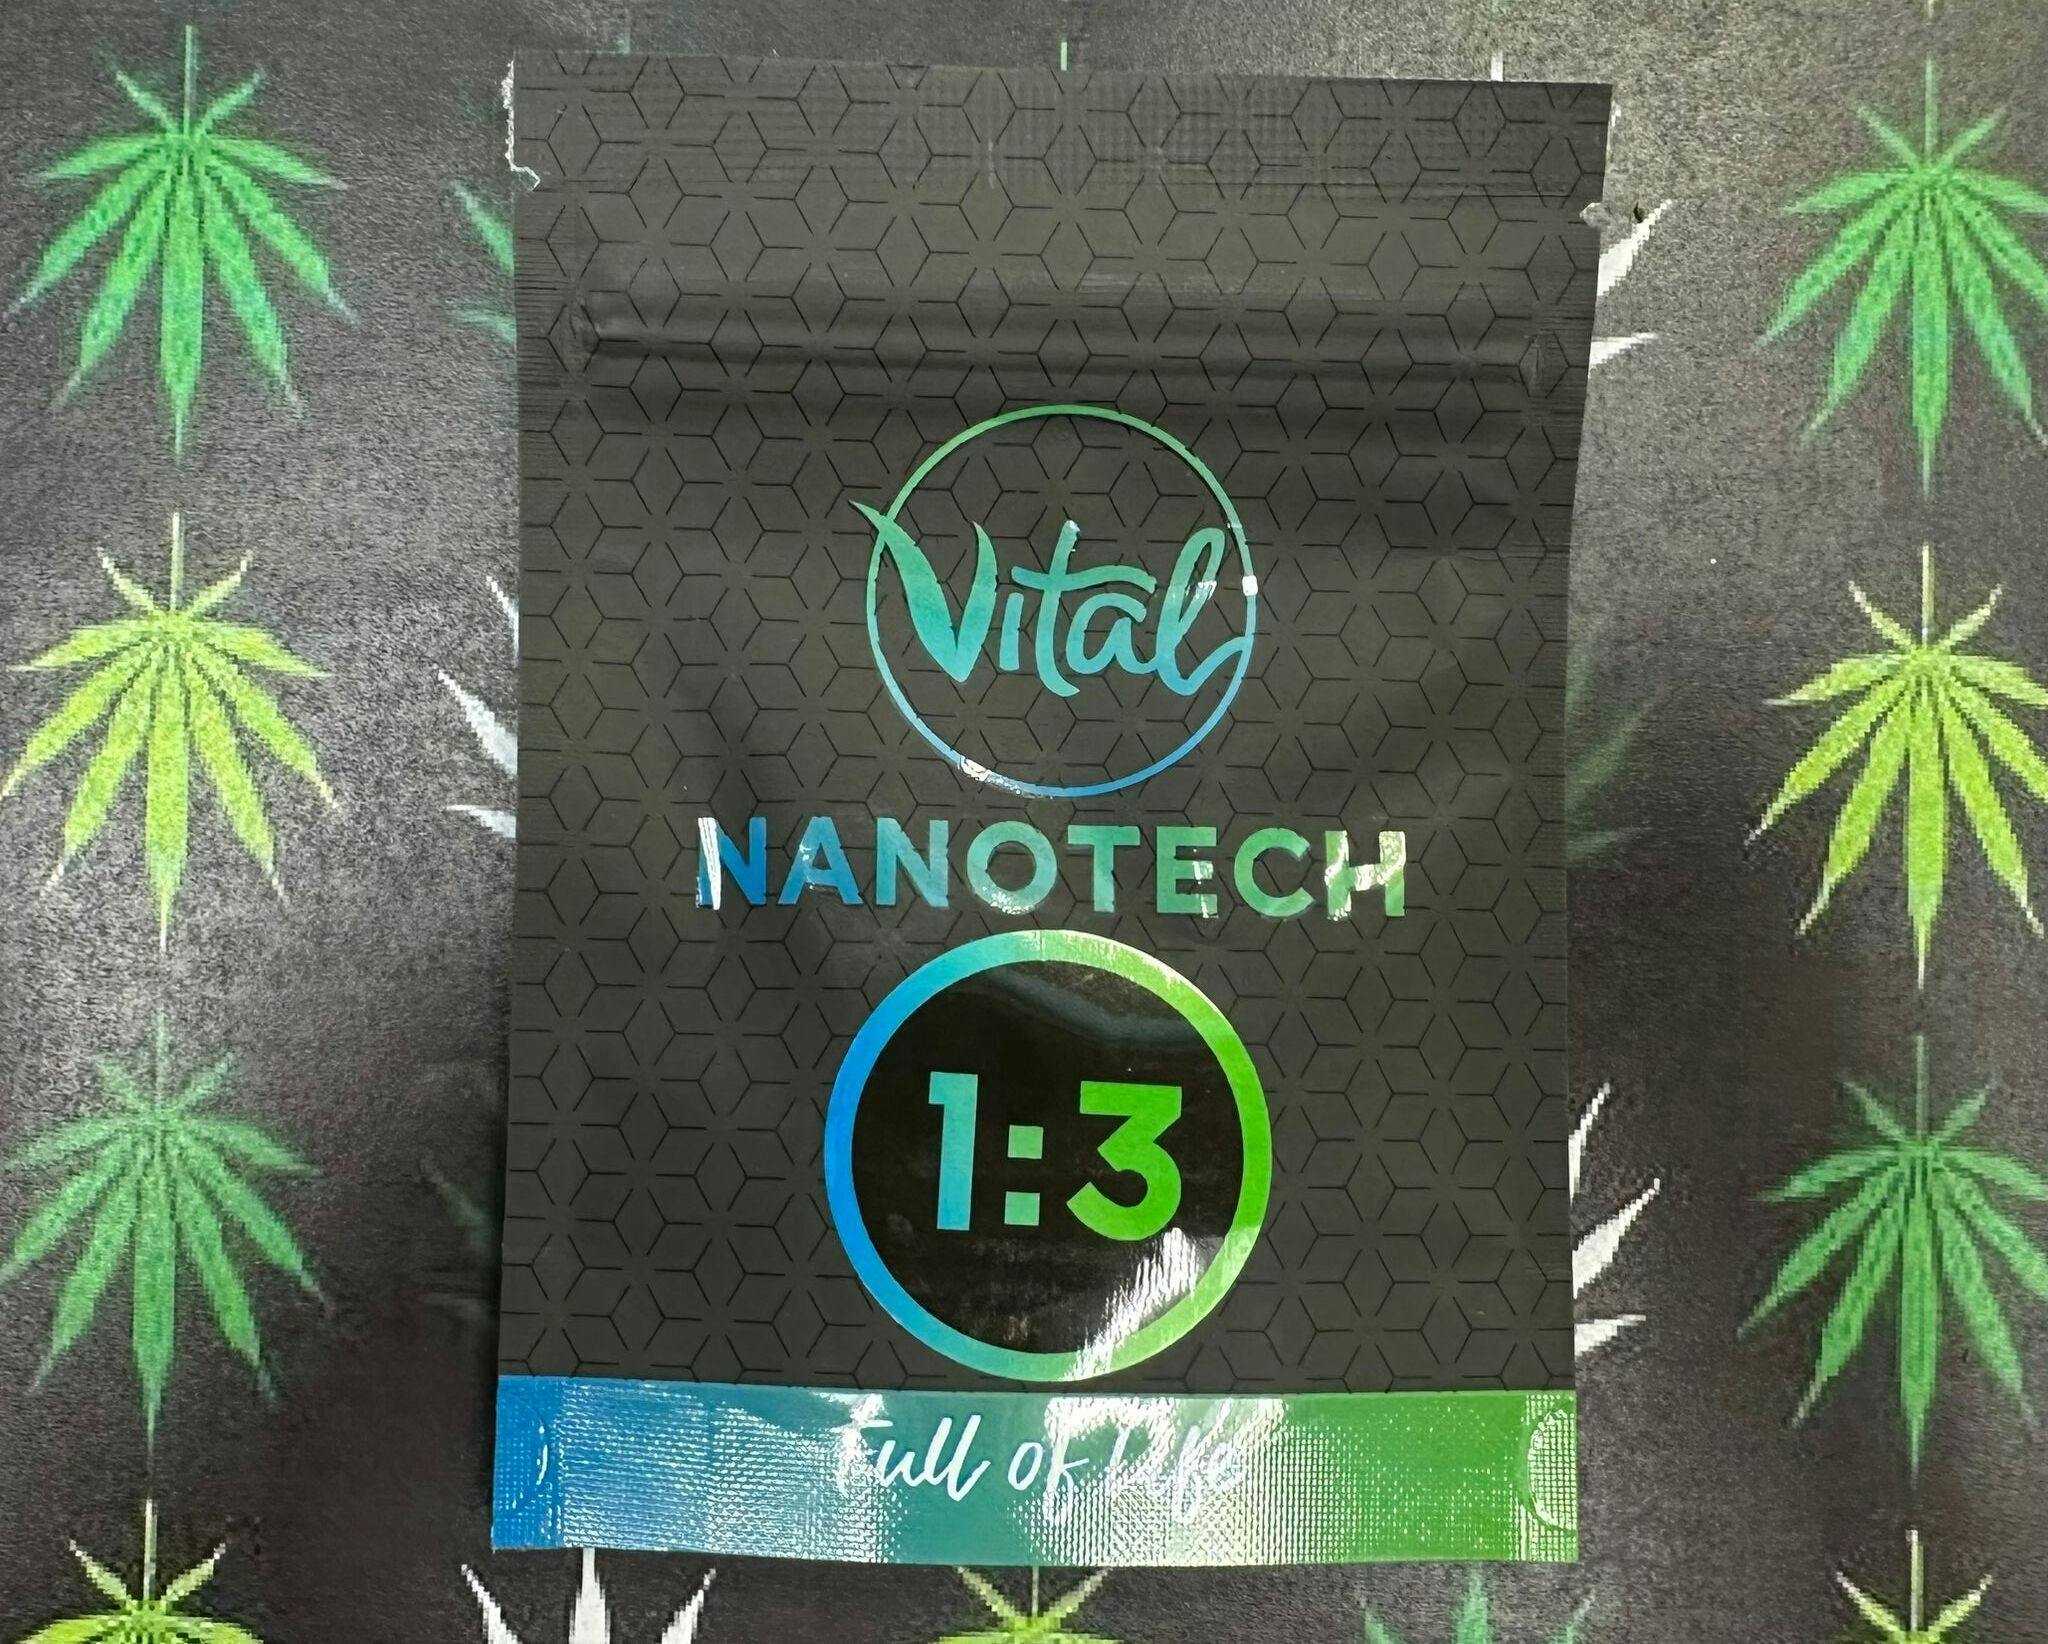 Vital
NANOTECH
1:3
Full of Life